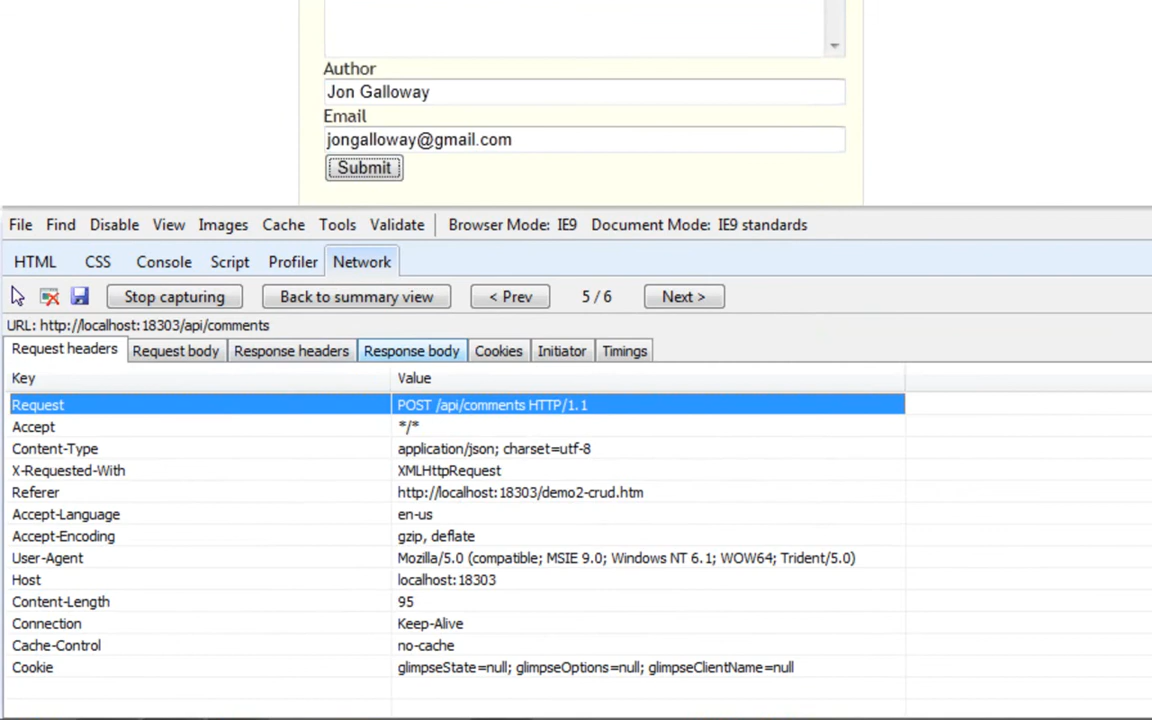 Author
Jon Galloway
Email
jongalloway@gmail.com
Submit
File Find Disable View Images Cache Tools Validate Browser Mode: IE9 Document Mode: IE9 standards
HTML CSS Console Script Profiler Network
Stop capturing Back to summary view < Prev 5 / 6 Next >
URL: http://localhost:18303/api/comments
Request headers Request body Response headers Response body Cookies Initiator Timings
Key Value
Request POST /api/comments HTTP/1.1
Accept */*
Content-Type application/json; charset=utf-8
X-Requested-With XMLHttpRequest
Referer http://localhost:18303/demo2-crud.htm
Accept-Language en-us
Accept-Encoding gzip, deflate
User-Agent Mozilla/5.0 (compatible; MSIE 9.0; Windows NT 6.1; WOW64; Trident/5.0)
Host localhost:18303
Content-Length 95
Connection Keep-Alive
Cache-Control no-cache
Cookie glimpseState=null; glimpseOptions=null; glimpseClientName=null